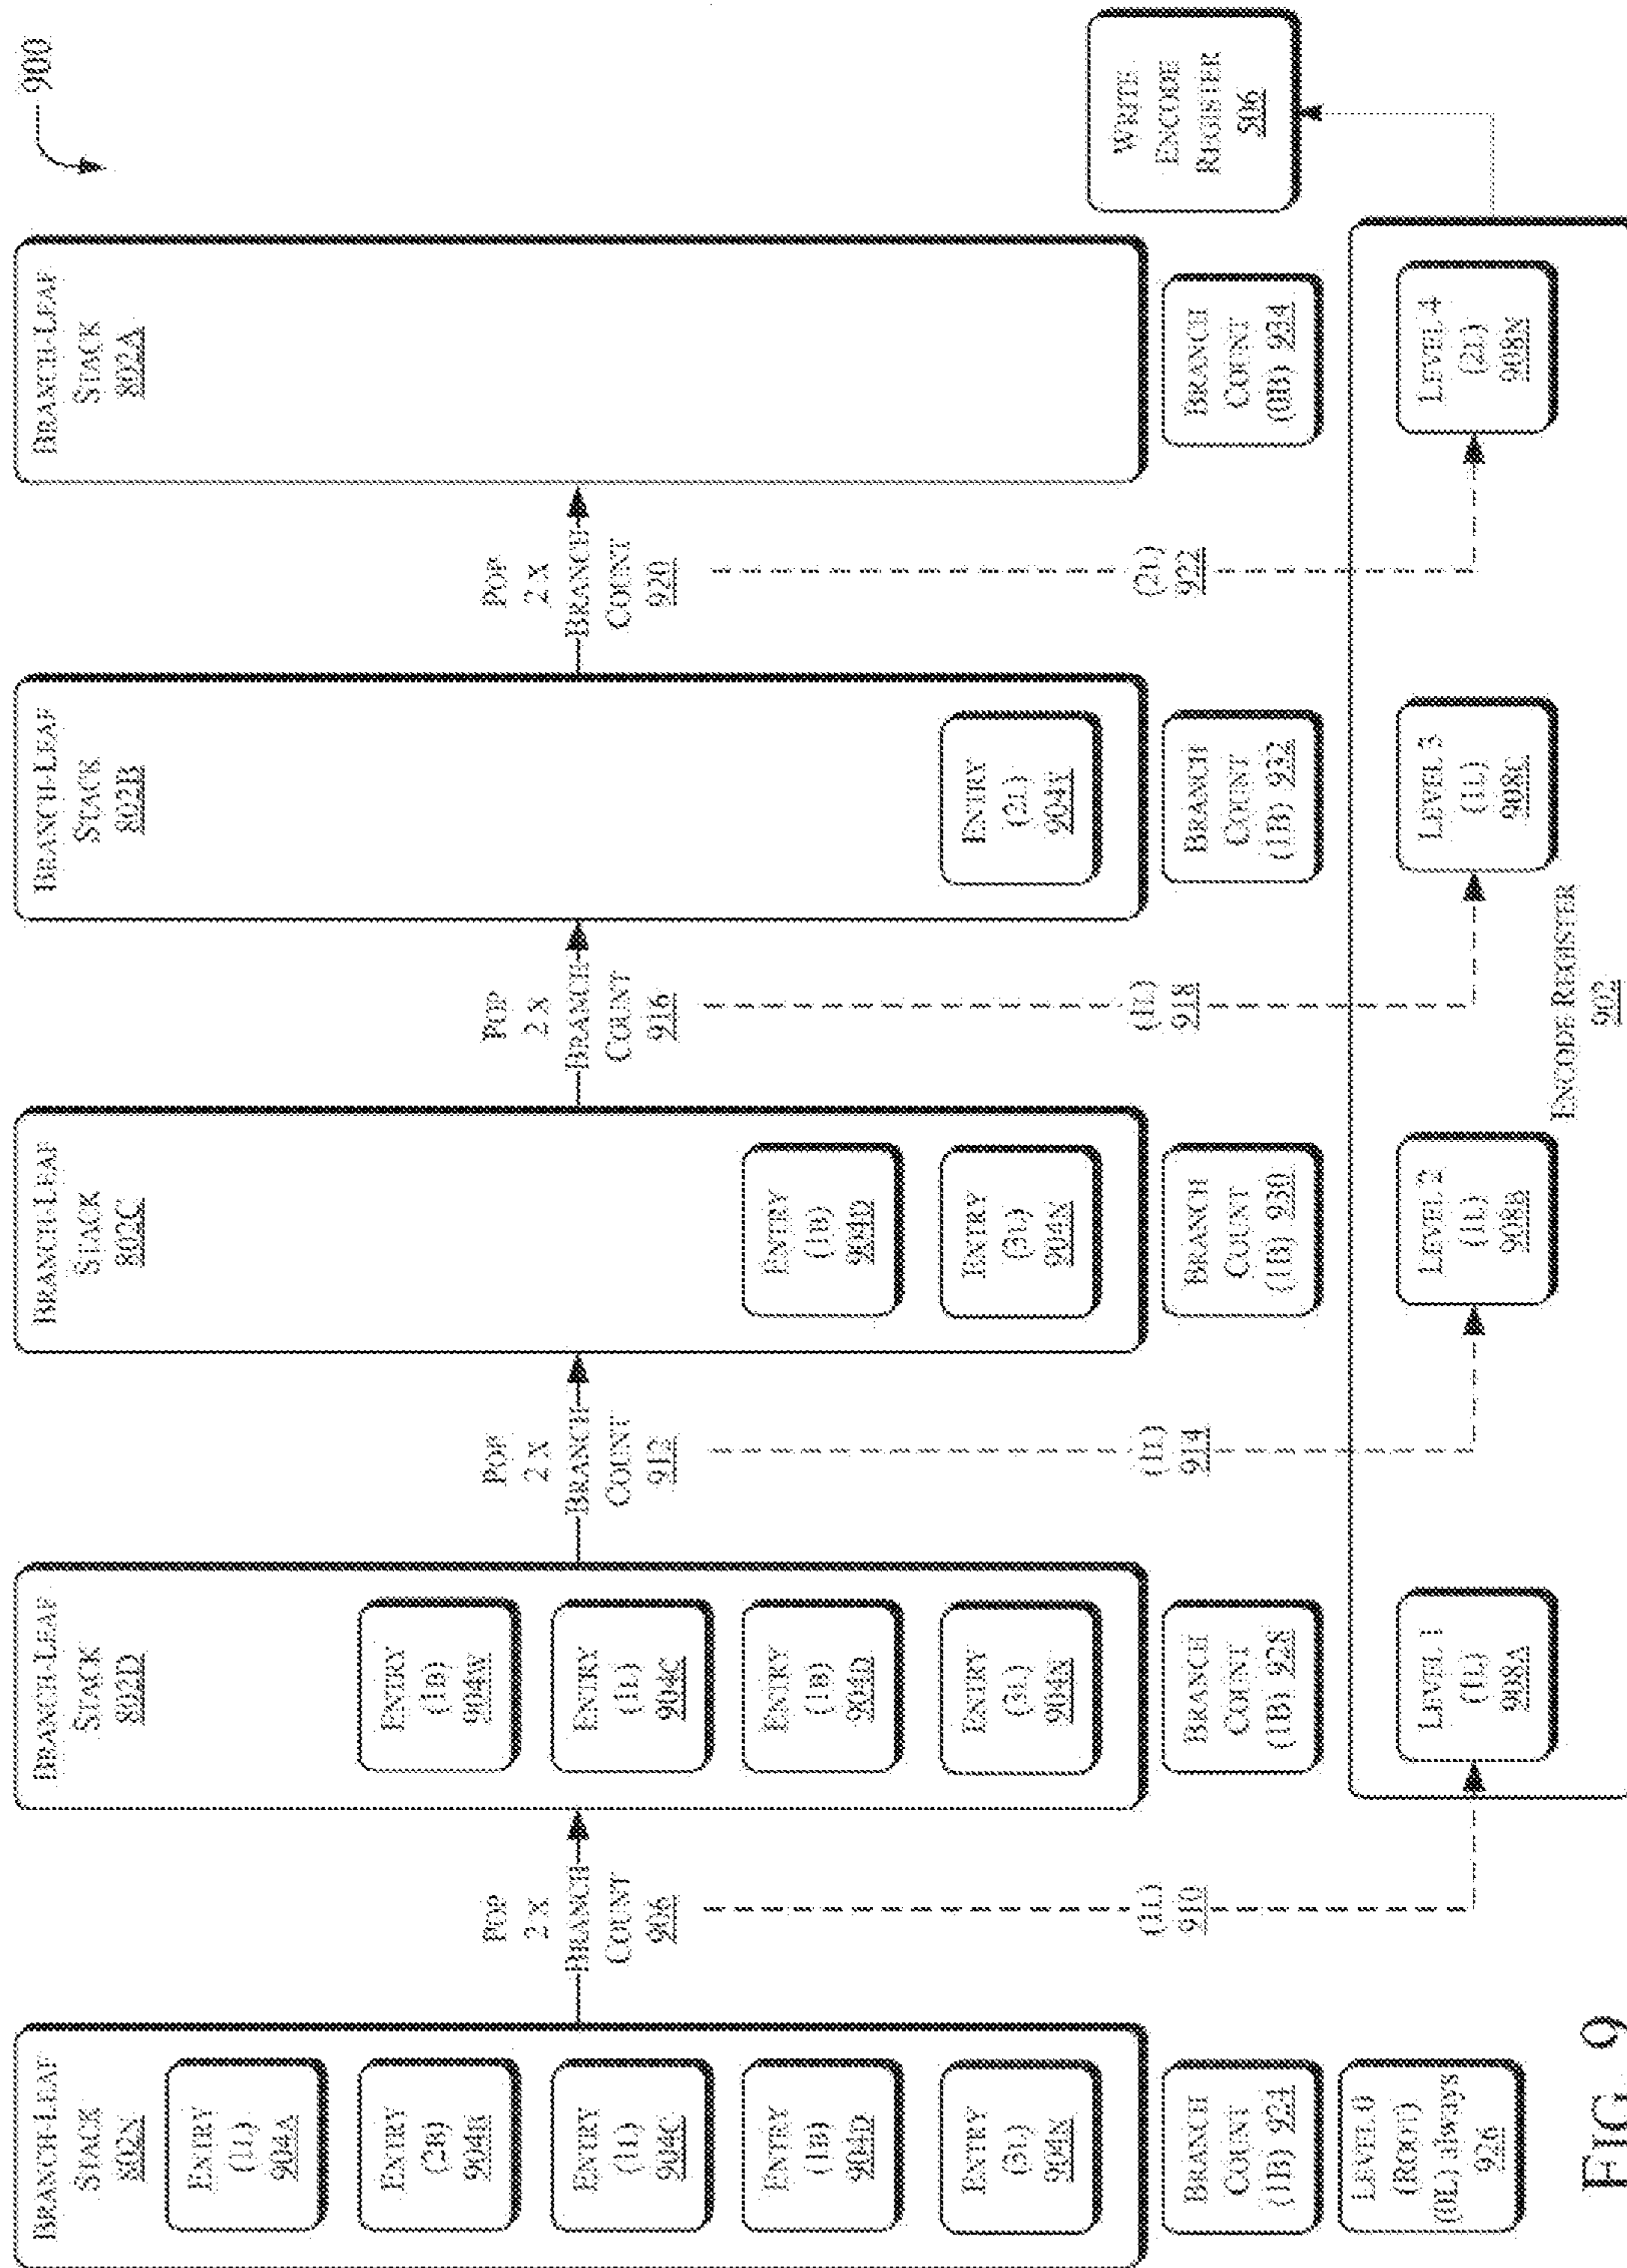 900
BRANCH-LEAF
STACK
802N
ENTRY
(1L)
904A
ENTRY
(2B)
904B
ENTRY
(1L)
904C
ENTRY
(1B)
904D
ENTRY
(3L)
904N
BRANCH
COUNT
(1B) 924
LEVEL 0
(ROOT)
(0L) always
926
POP
2 X
BRANCH
COUNT
906
(1L)
910
BRANCH-LEAF
STACK
802D
ENTRY
(1B)
904W
ENTRY
(1L)
904C
ENTRY
(1B)
904D
ENTRY
(3L)
904N
BRANCH
COUNT
(1B) 928
LEVEL 1
(1L)
908A
POP
2 X
BRANCH
COUNT
912
(1L)
914
BRANCH-LEAF
STACK
802C
ENTRY
(1B)
904D
ENTRY
(3L)
904N
BRANCH
COUNT
(1B) 930
LEVEL 2
(1L)
908B
POP
2 X
BRANCH
COUNT
916
(1L)
918
BRANCH-LEAF
STACK
802B
ENTRY
(2L)
904T
BRANCH
COUNT
(1B) 932
LEVEL 3
(1L)
908C
POP
2 X
BRANCH
COUNT
920
(2L)
922
BRANCH-LEAF
STACK
802A
BRANCH
COUNT
(0B) 934
LEVEL 4
(2L)
908N
WRITE
ENCODE
REGISTER
506
ENCODE REGISTER
902
FIG. 9